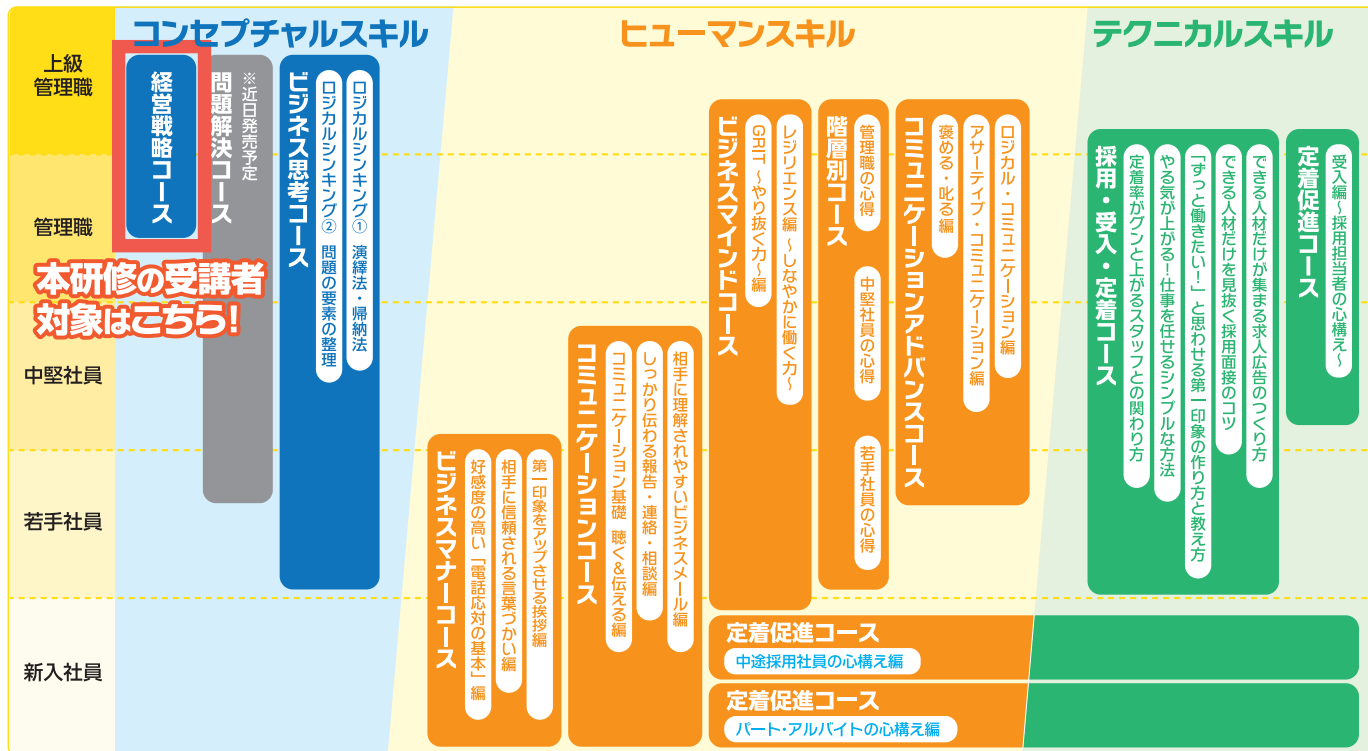 コンセプチャルスキル
ヒューマンスキル
テクニカルスキル
上級
管理職
管理職
中堅社員
若手社員
新入社員
経営戦略コース
本研修の受講者
対象はこちら!
※近日発売予定
問題解決コース
ロジカルシンキング① 演繹法・帰納法
ロジカルシンキング② 問題の要素の整理
ビジネス思考コース
第一印象をアップさせる挨拶編
相手に信頼される言葉づかい編
好感度の高い「電話応対の基本」編
ビジネスマナーコース
相手に理解されやすいビジネスメール編
しっかり伝わる報告・連絡・相談編
コミュニケーション基礎 聴く&伝える編
コミュニケーションコース
レジリエンス編 ~しなやかに働く力~
GRIT ~やり抜く力~編
ビジネスマインドコース
管理職の心得
中堅社員の心得
若手社員の心得
階層別コース
ロジカル・コミュニケーション編
アサーティブ・コミュニケーション編
褒める・叱る編
コミュニケーションアドバンスコース
できる人材だけが集まる求人広告のつくり方
できる人材だけを見抜く採用面接のコツ
「ずっと働きたい!」と思わせる第一印象の作り方と教え方
やる気が上がる!仕事を任せるシンプルな方法
定着率がグンと上がるスタッフとの関わり方
採用・受入・定着コース
受入編~採用担当者の心構え~
定着促進コース
定着促進コース
中途採用社員の心構え編
定着促進コース
パート・アルバイトの心構え編